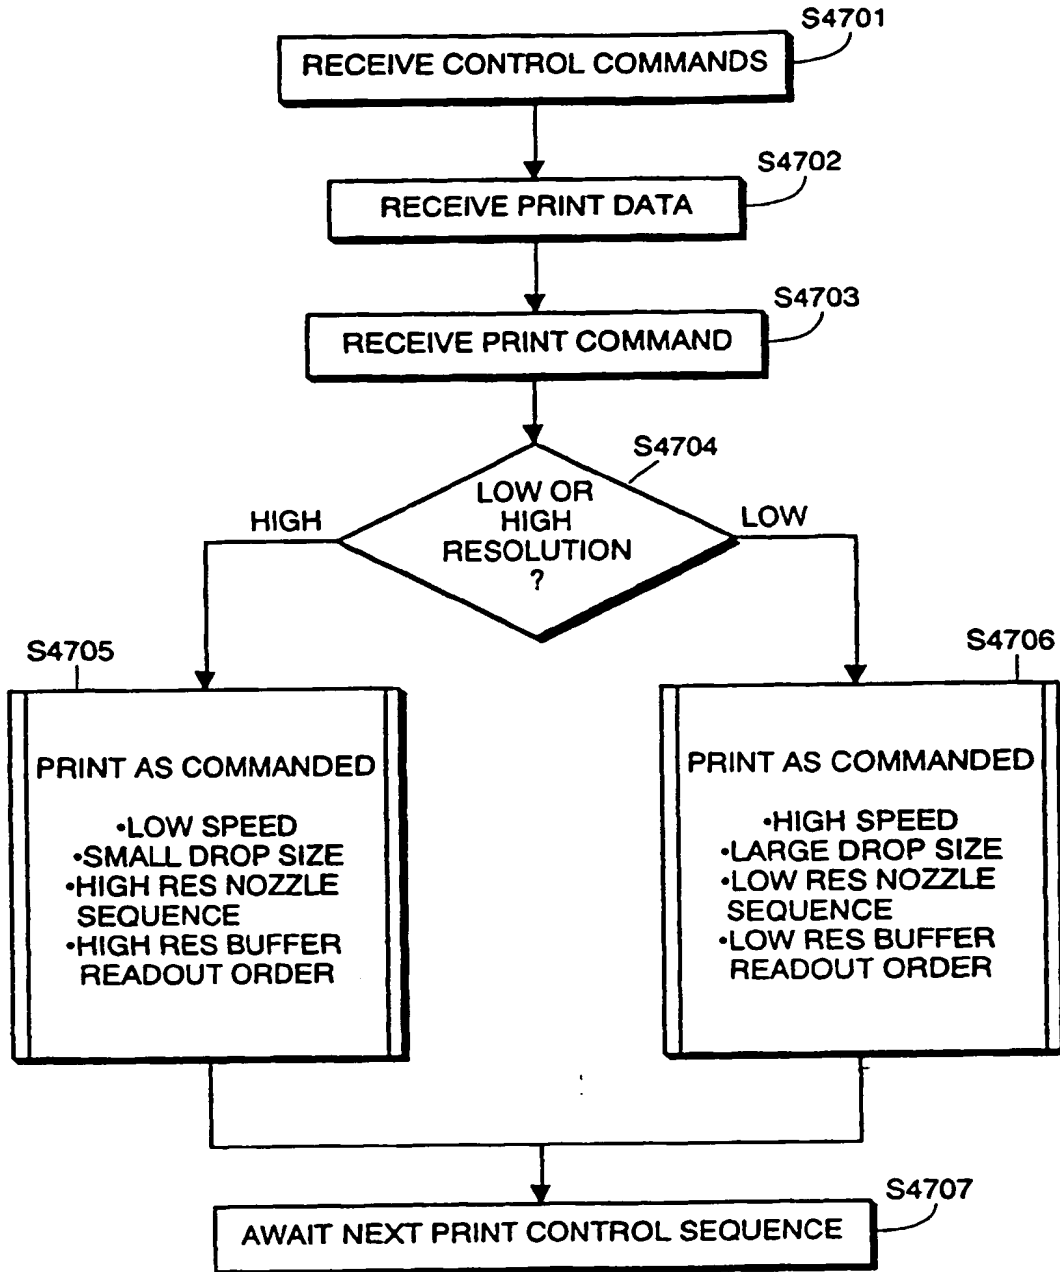 S4701
RECEIVE CONTROL COMMANDS
S4702
RECEIVE PRINT DATA
S4703
RECEIVE PRINT COMMAND
S4704
LOW OR
HIGH
RESOLUTION
?
HIGH
LOW
S4705
PRINT AS COMMANDED
•LOW SPEED
•SMALL DROP SIZE
•HIGH RES NOZZLE
SEQUENCE
•HIGH RES BUFFER
READOUT ORDER
S4706
PRINT AS COMMANDED
•HIGH SPEED
•LARGE DROP SIZE
•LOW RES NOZZLE
SEQUENCE
•LOW RES BUFFER
READOUT ORDER
S4707
AWAIT NEXT PRINT CONTROL SEQUENCE